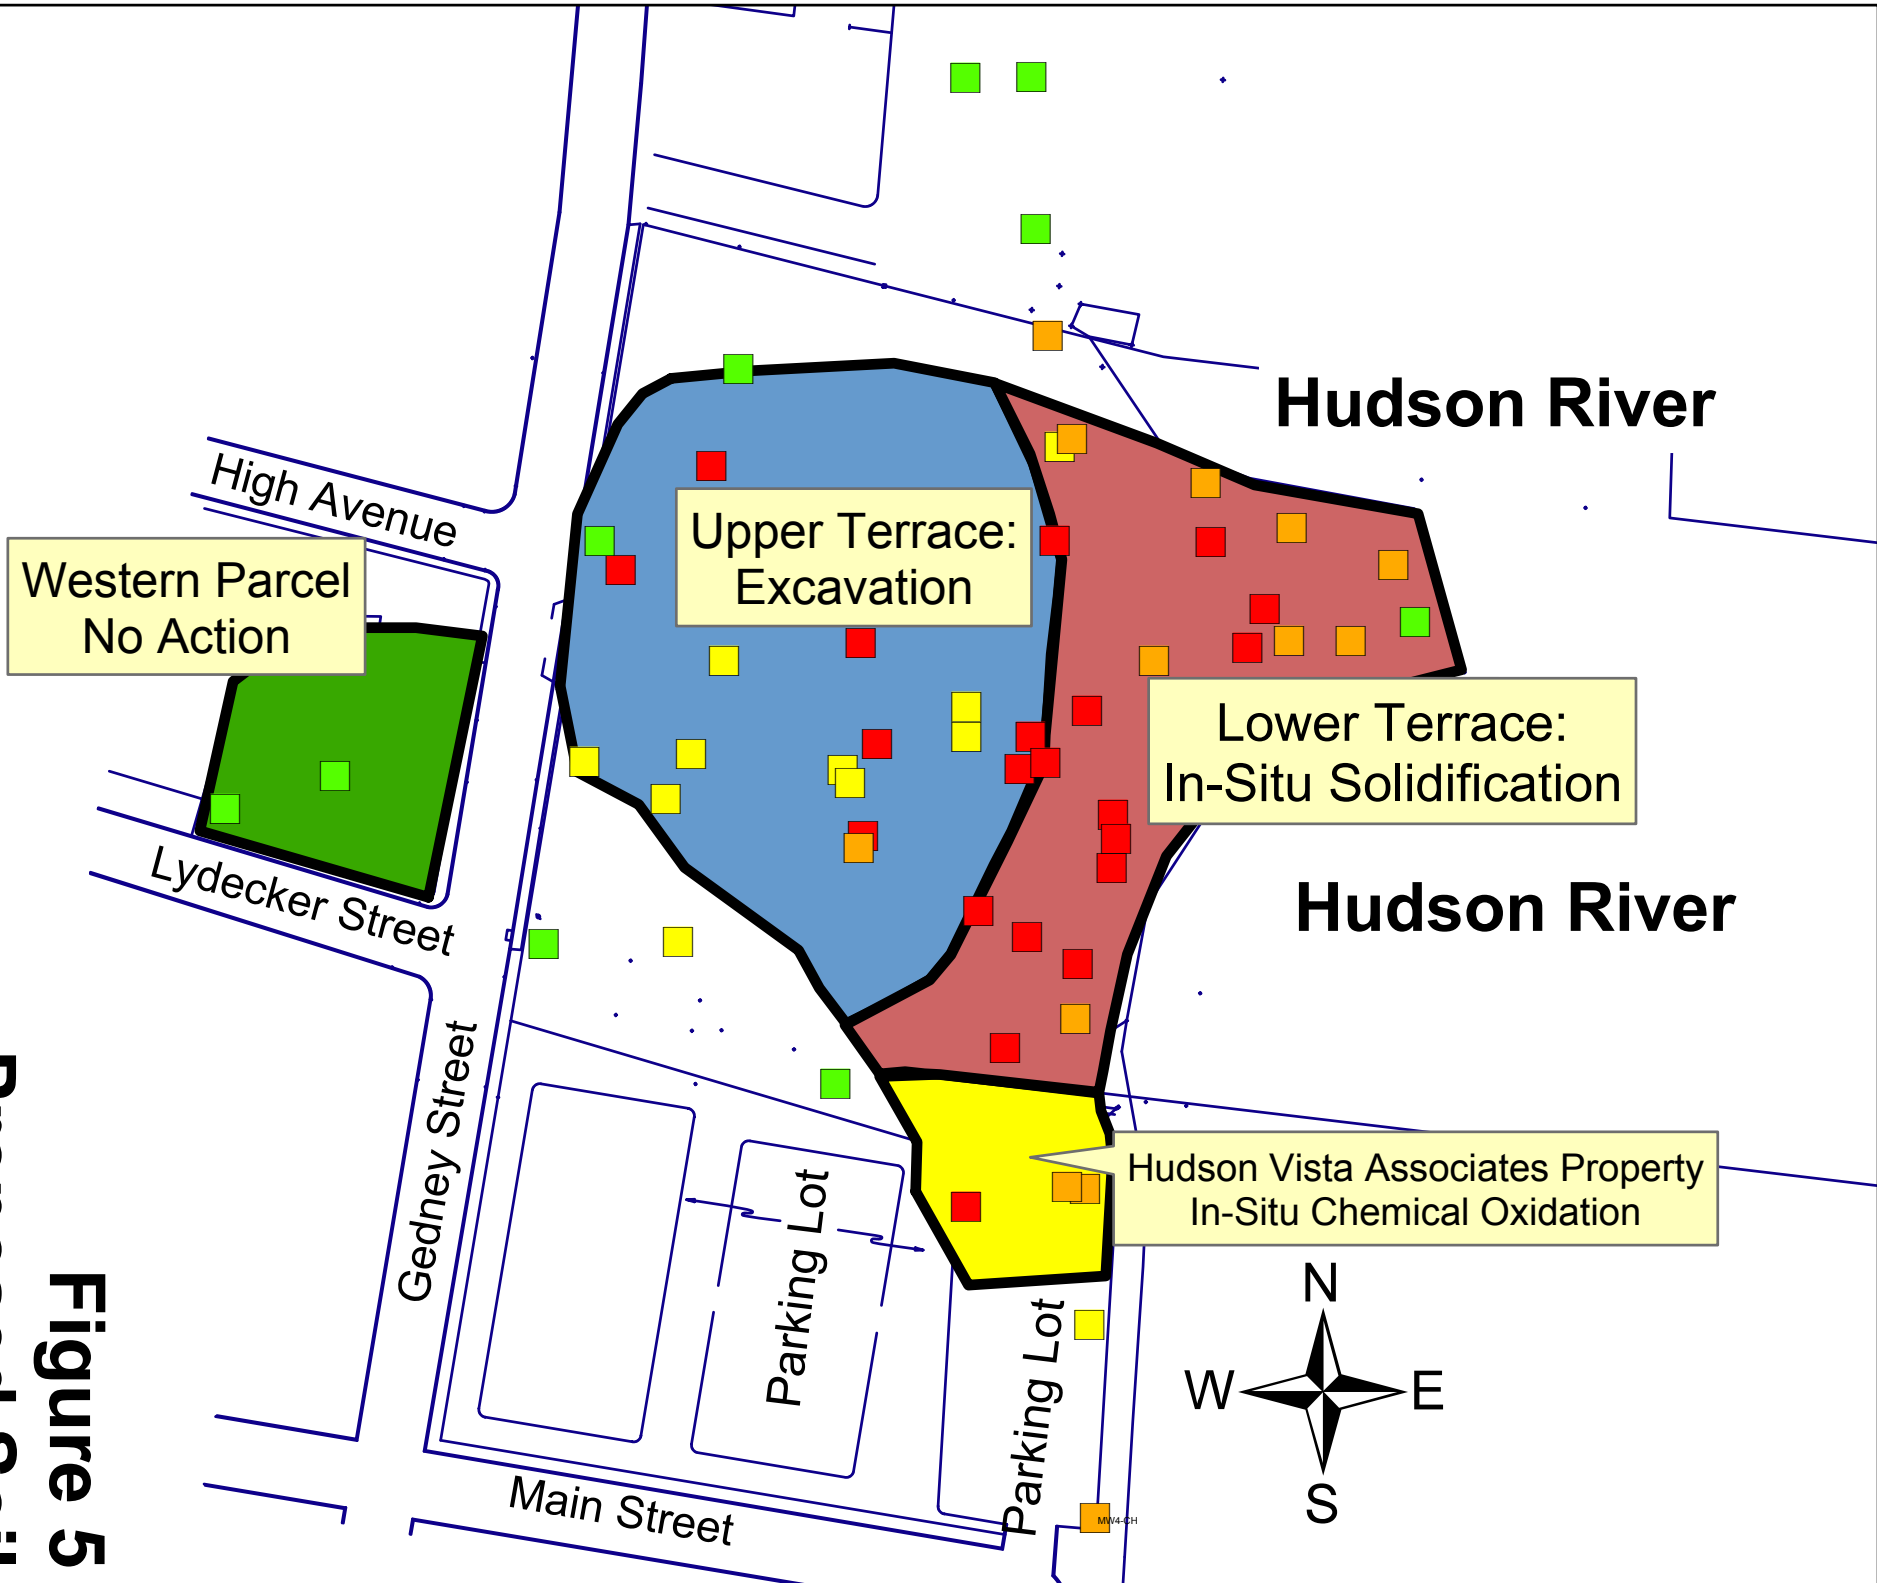 Hudson River
High Avenue
Upper Terrace:
Excavation
Western Parcel
No Action
Lower Terrace:
In-Situ Solidification
Lydecker Street
Hudson River
Gedney Street
Hudson Vista Associates Property
In-Situ Chemical Oxidation
Parking Lot
Parking Lot
N
W
E
S
Main Street
MW4-CH
Figure 5